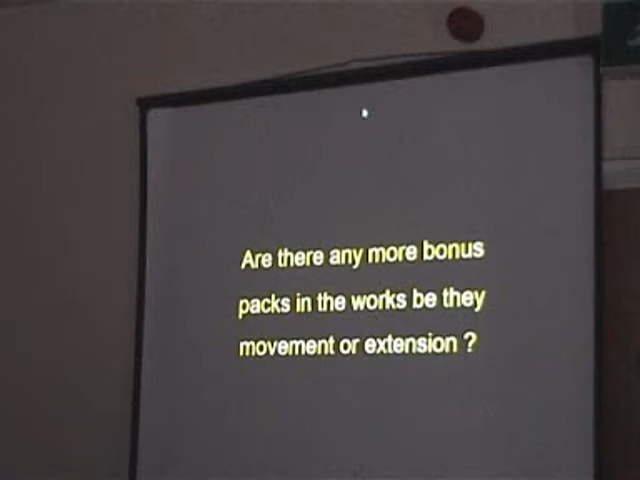 Are there any more bonus
packs in the works be they
movement or extension ?